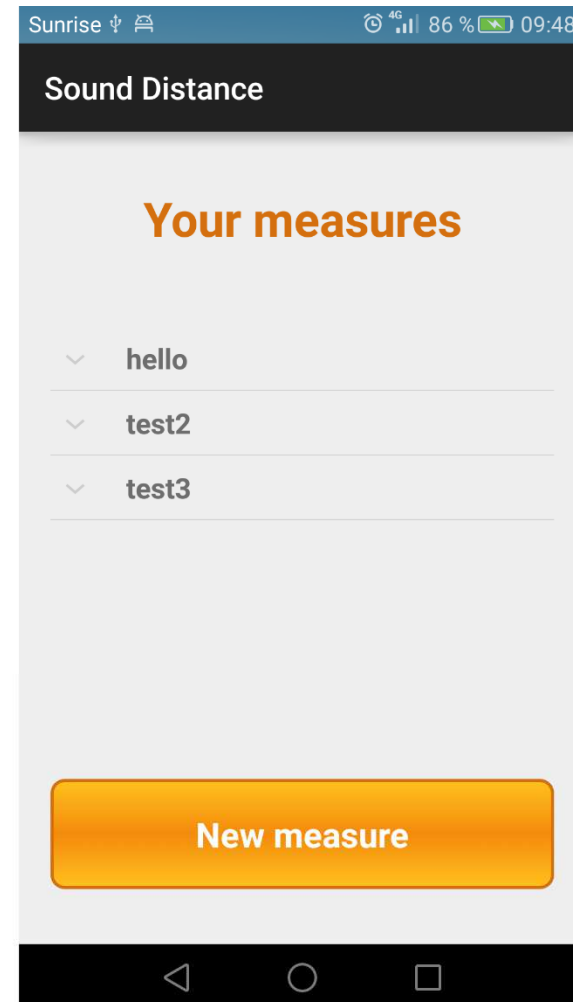 Sunrise 4G 86 % 09:48
Sound Distance
Your measures
hello
test2
test3
New measure